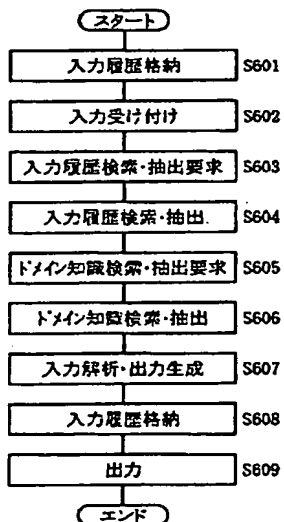 スタート
入力履歴格納 S601
入力受け付け S602
入力履歴検索・抽出要求 S603
入力履歴検索・抽出 S604
ドメイン知識検索・抽出要求 S605
ドメイン知識検索・抽出 S606
入力解析・出力生成 S607
入力履歴格納 S608
出力 S609
エンド